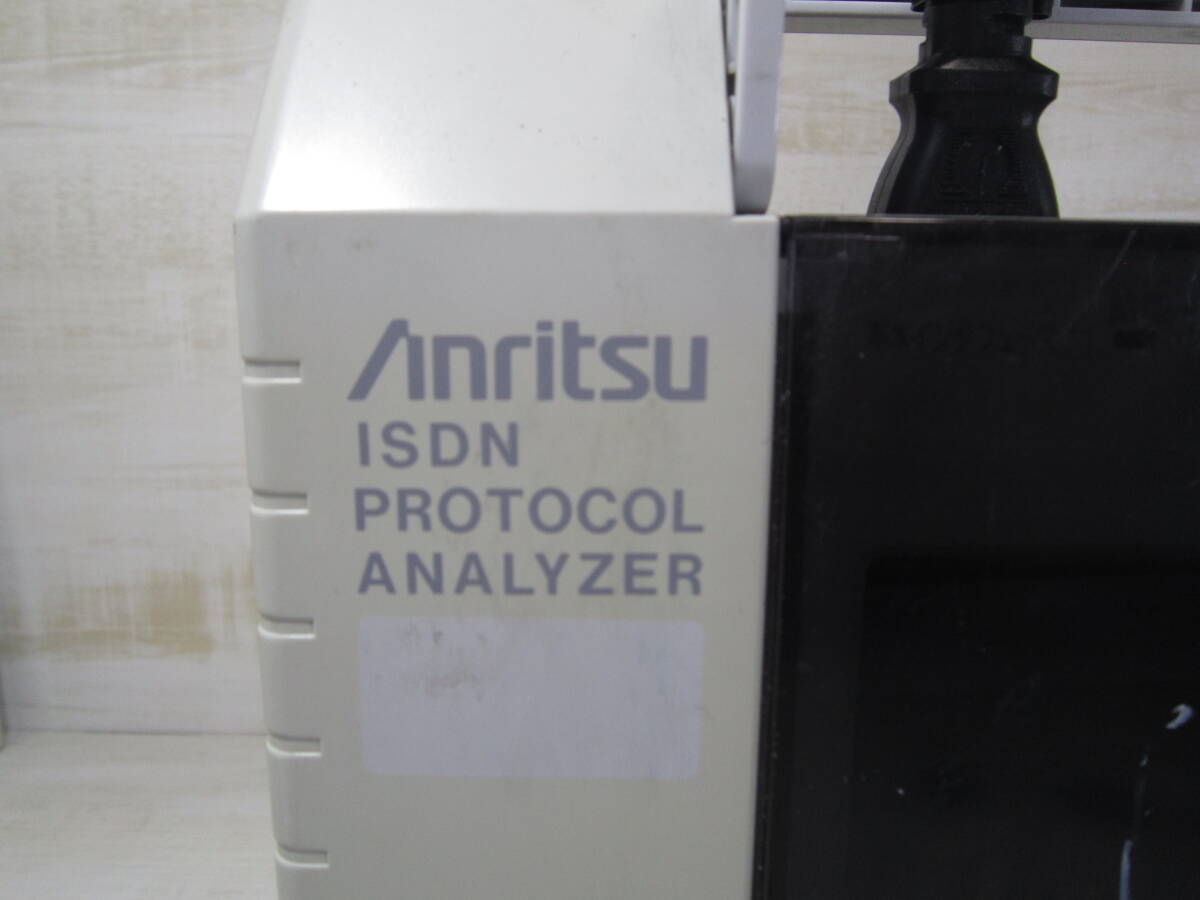 Anritsu
ISDN
PROTOCOL
ANALYZER